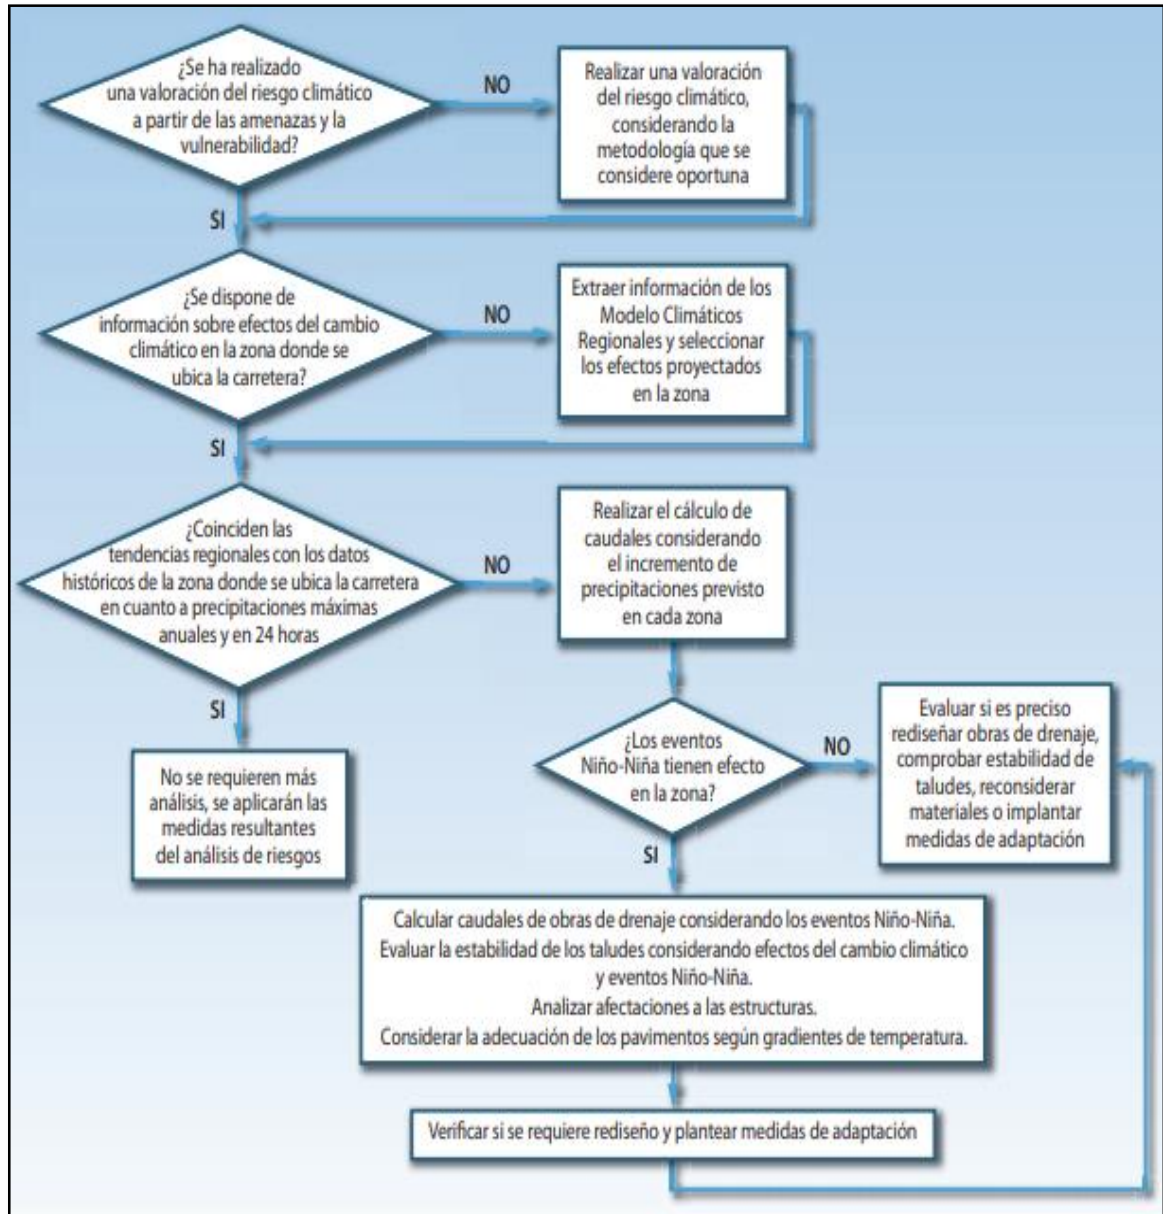 ¿Se ha realizado
una valoración del riesgo climático
a partir de las amenazas y la
vulnerabilidad?
NO
Realizar una valoración
del riesgo climático,
considerando la
metodología que se
considere oportuna
SI
¿Se dispone de
información sobre efectos del cambio
climático en la zona donde se
ubica la carretera?
NO
Extraer información de los
Modelo Climáticos
Regionales y seleccionar
los efectos proyectados
en la zona
SI
¿Coinciden las
tendencias regionales con los datos
históricos de la zona donde se ubica la carretera
en cuanto a precipitaciones máximas
anuales y en 24 horas
NO
Realizar el cálculo de
caudales considerando
el incremento de
precipitaciones previsto
en cada zona
SI
No se requieren más
análisis, se aplicarán las
medidas resultantes
del análisis de riesgos
¿Los eventos
Niño-Niña tienen efecto
en la zona?
NO
Evaluar si es preciso
rediseñar obras de drenaje,
comprobar estabilidad de
taludes, reconsiderar
materiales o implantar
medidas de adaptación
SI
Calcular caudales de obras de drenaje considerando los eventos Niño-Niña.
Evaluar la estabilidad de los taludes considerando efectos del cambio climático
y eventos Niño-Niña.
Analizar afectaciones a las estructuras.
Considerar la adecuación de los pavimentos según gradientes de temperatura.
Verificar si se requiere rediseño y plantear medidas de adaptación